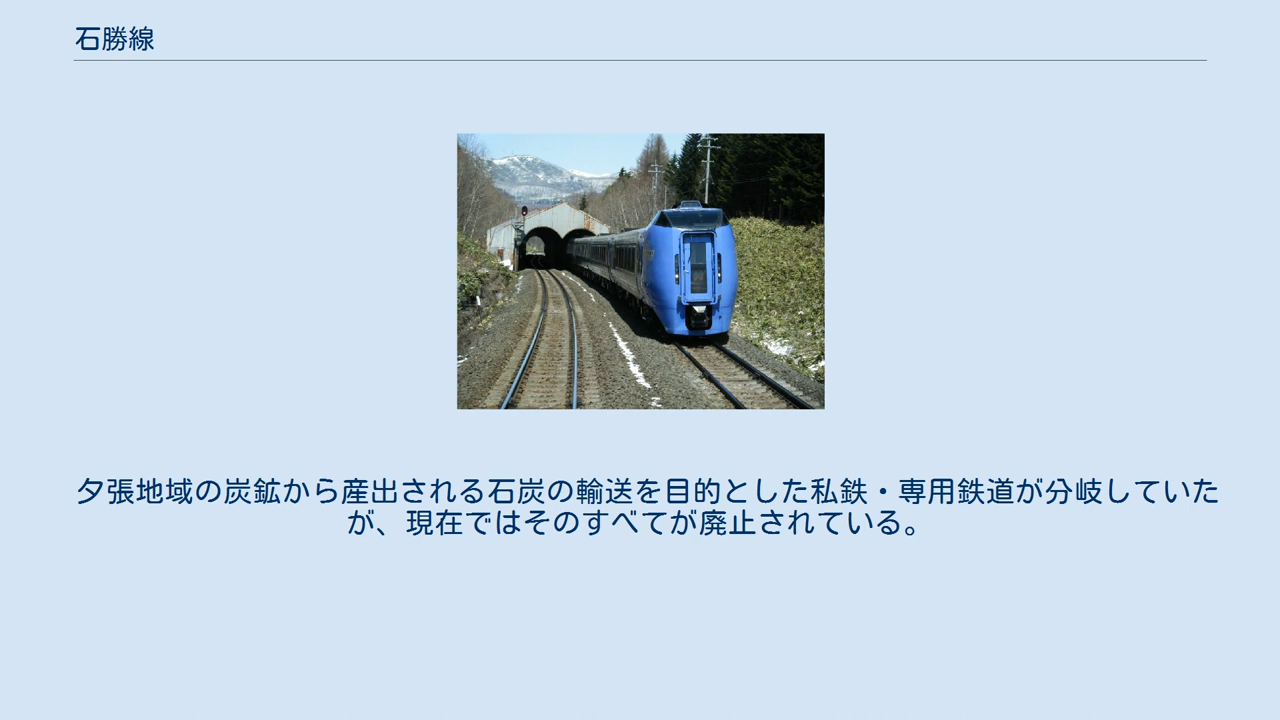 石勝線
夕張地域の炭鉱から産出される石炭の輸送を目的とした私鉄・専用鉄道が分岐していた
が、現在ではそのすべてが廃止されている。